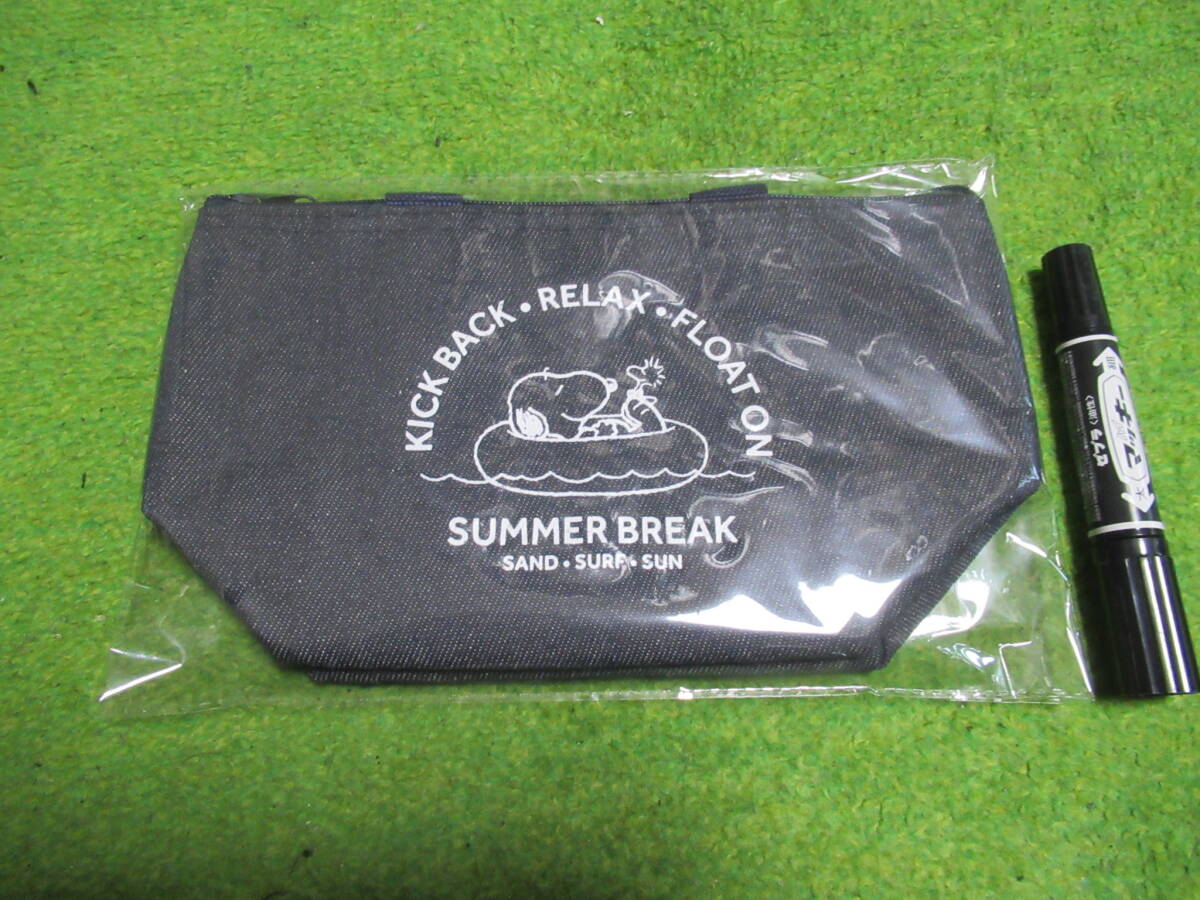 KICK BACK • RELAX • FLOAT ON
SUMMER BREAK
SAND • SURF • SUN
マッキー